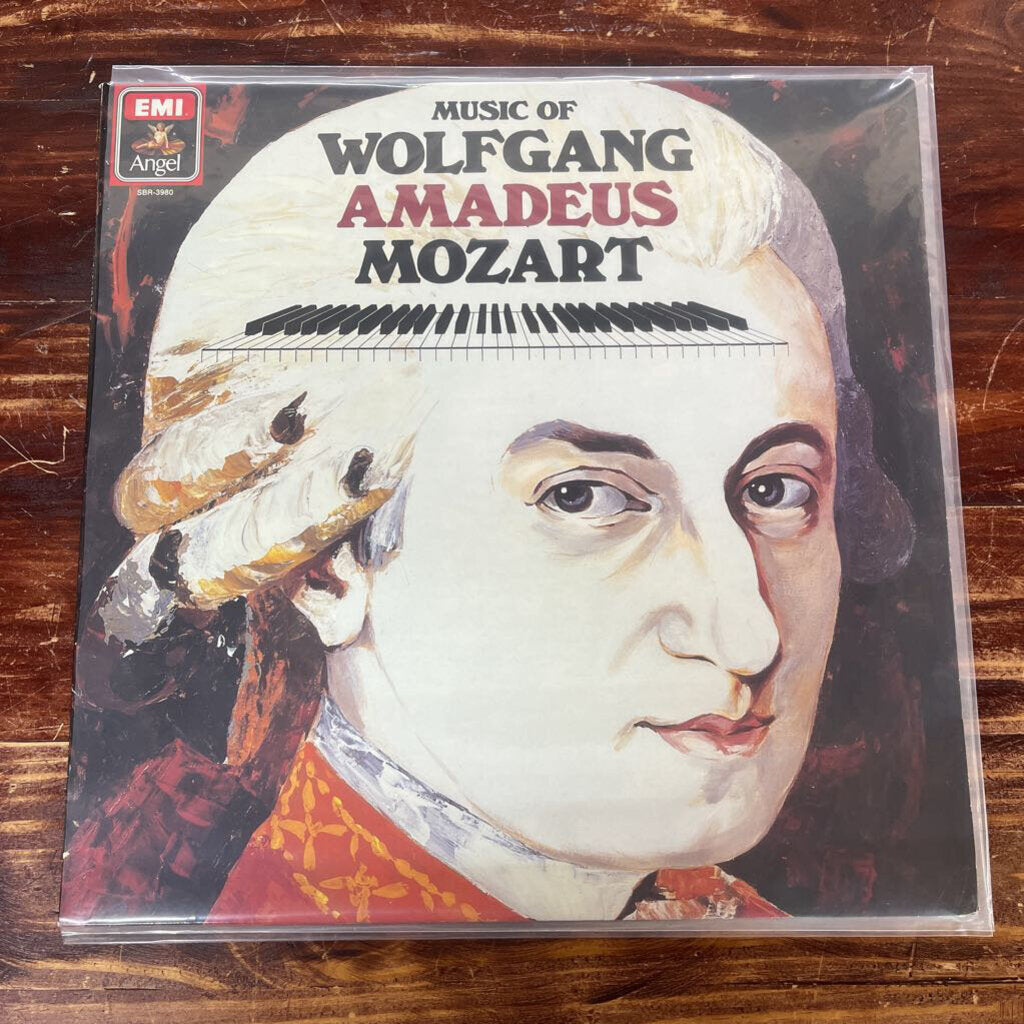 EMI
Angel
SBR-3980
MUSIC OF
WOLFGANG
AMADEUS
MOZART